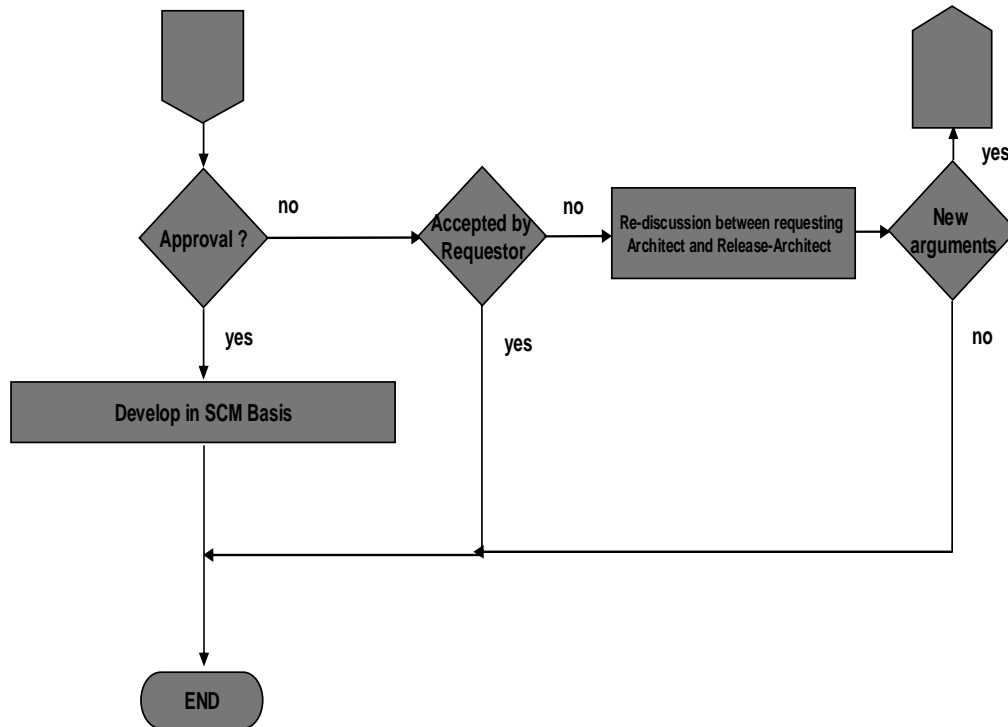 yes
no
Approval ?
Accepted by
Requestor
no
Re-discussion between requesting
Architect and Release-Architect
New
arguments
yes
yes
no
Develop in SCM Basis
END